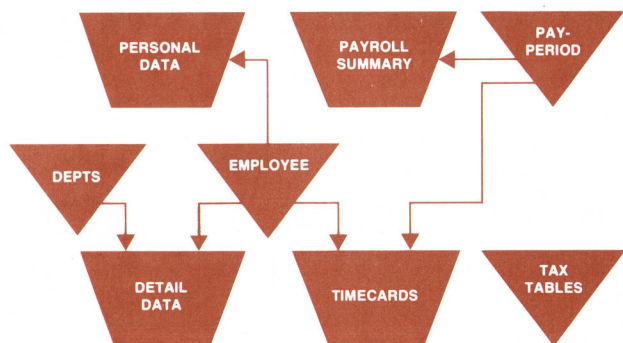 PERSONAL
DATA
PAYROLL
SUMMARY
PAY-
PERIOD
DEPTS
EMPLOYEE
DETAIL
DATA
TIMECARDS
TAX
TABLES